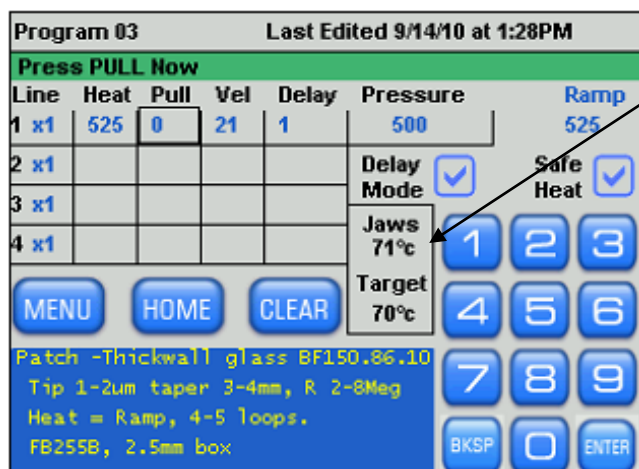 Program 03 Last Edited 9/14/10 at 1:28PM
Press PULL Now
Line Heat Pull Vel Delay Pressure Ramp
1 x1 525 0 21 1 500 525
2 x1
Delay Mode
Safe Heat
3 x1
4 x1
Jaws
71°c
Target
70°c
1 2 3
MENU HOME CLEAR
4 5 6
Patch -Thickwall glass BF150.86.10
Tip 1-2um taper 3-4mm, R 2-8Meg
Heat = Ramp, 4-5 loops.
FB255B, 2.5mm box
7 8 9
BKSP 0 ENTER